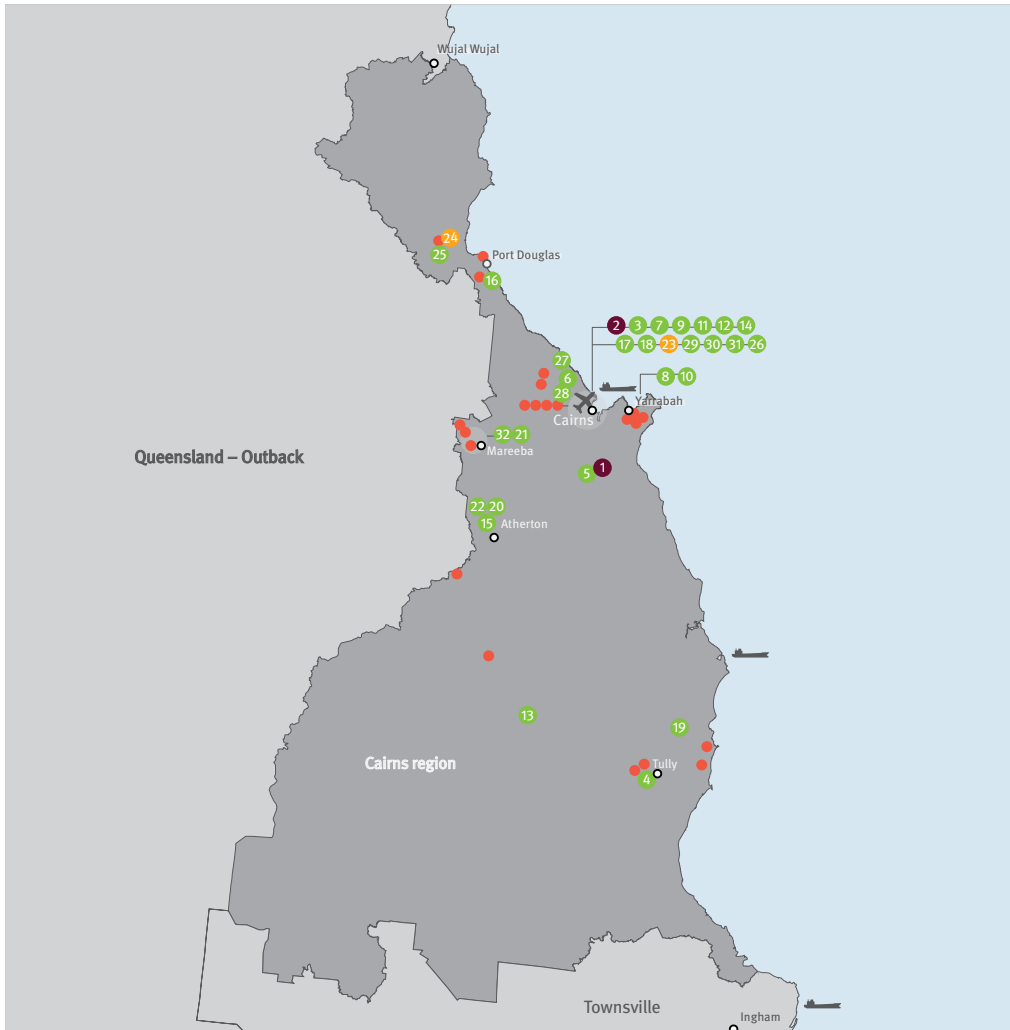 Wujal Wujal
24
25
Port Douglas
16
2 3 7 9 11 12 14
17 18 23 29 30 31 26
27
6
8 10
28
Yarrabah
Cairns
32 21
Mareeba
Queensland – Outback
1
5
22 20
15 Atherton
13
19
Cairns region
Tully
4
Townsville
Ingham